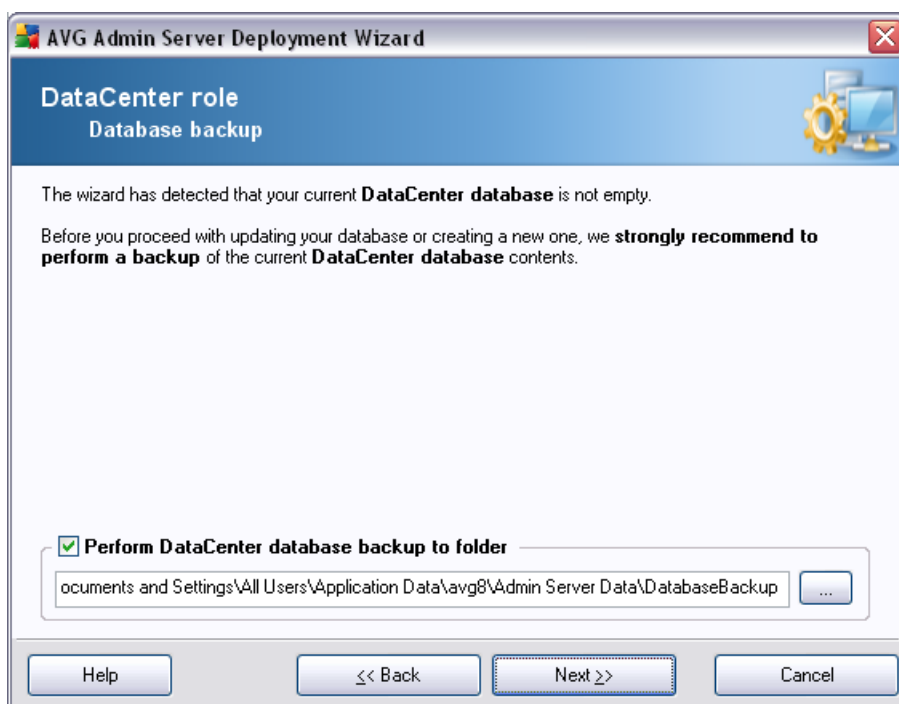 AVG Admin Server Deployment Wizard
DataCenter role
Database backup
The wizard has detected that your current DataCenter database is not empty.
Before you proceed with updating your database or creating a new one, we strongly recommend to
perform a backup of the current DataCenter database contents.
Perform DataCenter database backup to folder
ocuments and Settings\All Users\Application Data\avg8\Admin Server Data\DatabaseBackup
...
Help
<< Back
Next >>
Cancel